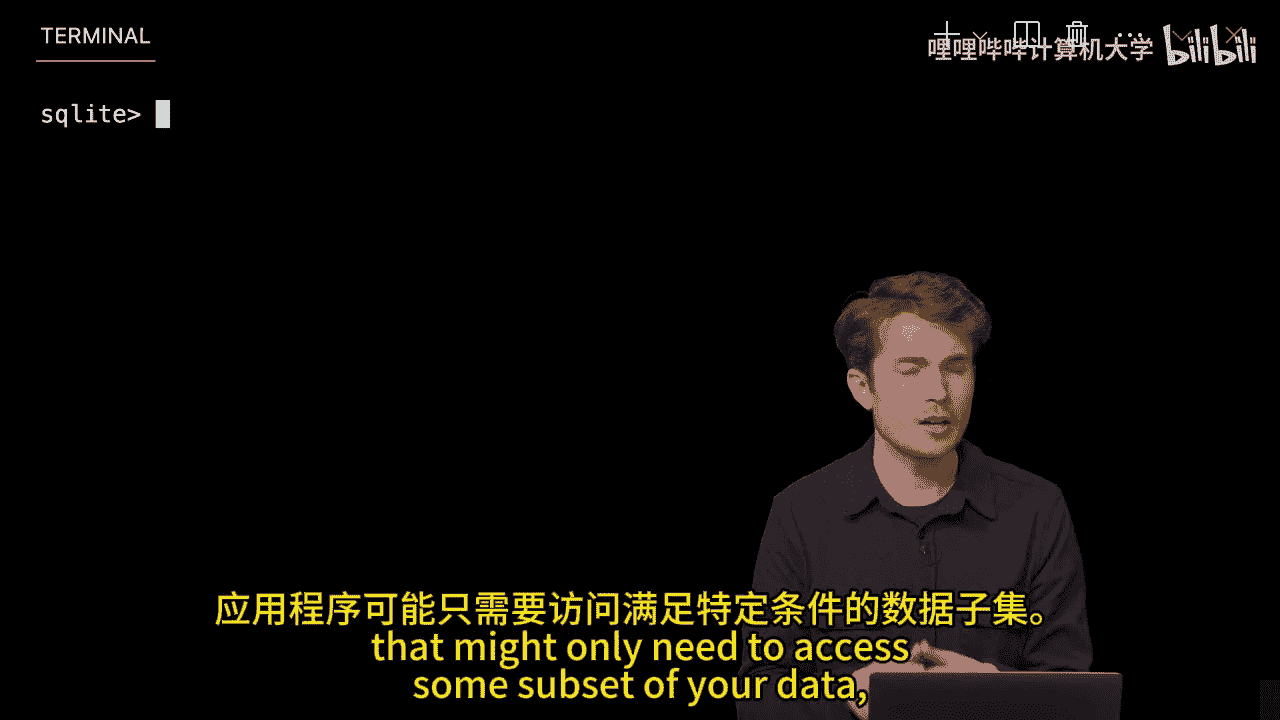 TERMINAL
哩哩哔哔计算机大学 bilibili
sqlite>
应用程序可能只需要访问满足特定条件的数据子集。
that might only need to access
some subset of your data,